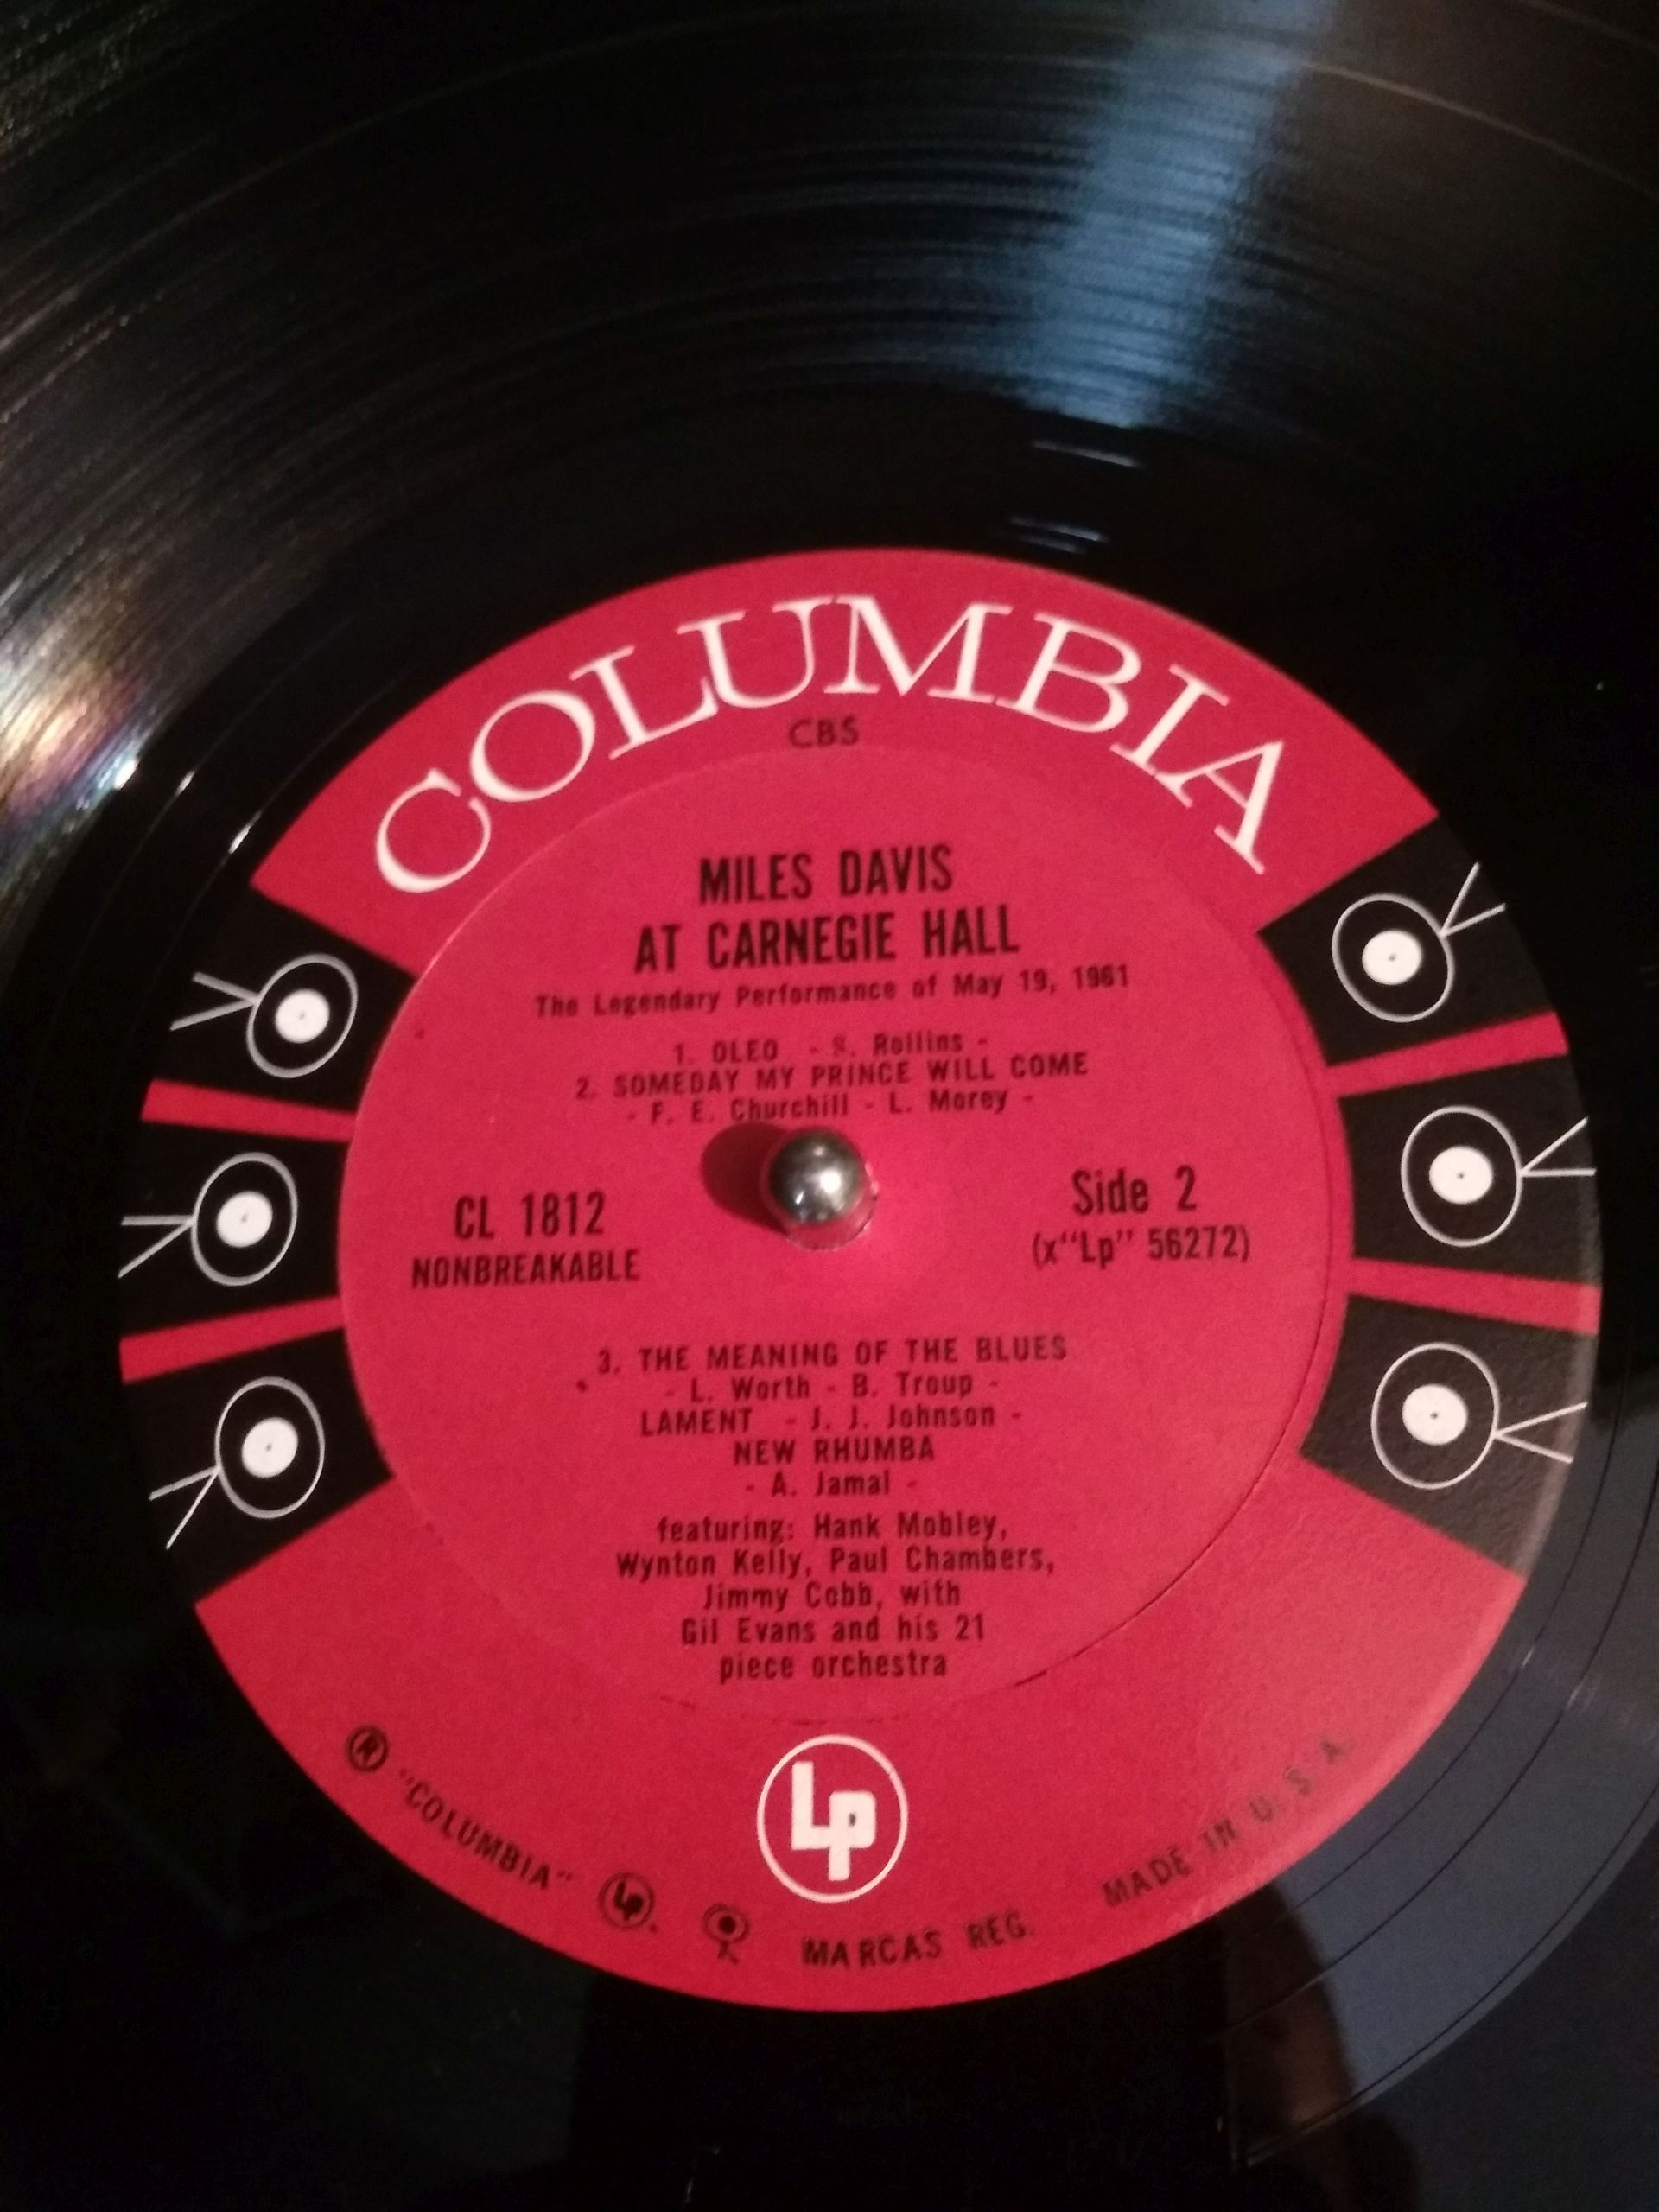 COLUMBIA
CBS
MILES DAVIS
AT CARNEGIE HALL
The Legendary Performance of May 19, 1961
1. OLEO - S. Rollins -
2. SOMEDAY MY PRINCE WILL COME
- F. E. Churchill - L. Morey -
CL 1812
NONBREAKABLE
Side 2
(x"Lp" 56272)
3. THE MEANING OF THE BLUES
- L. Worth - B. Troup -
LAMENT - J. J. Johnson -
NEW RHUMBA
- A. Jamal -
featuring: Hank Mobley,
Wynton Kelly, Paul Chambers,
Jimmy Cobb, with
Gil Evans and his 21
piece orchestra
Lp
® "COLUMBIA" Lp. MARCAS REG. MADE IN U.S.A.